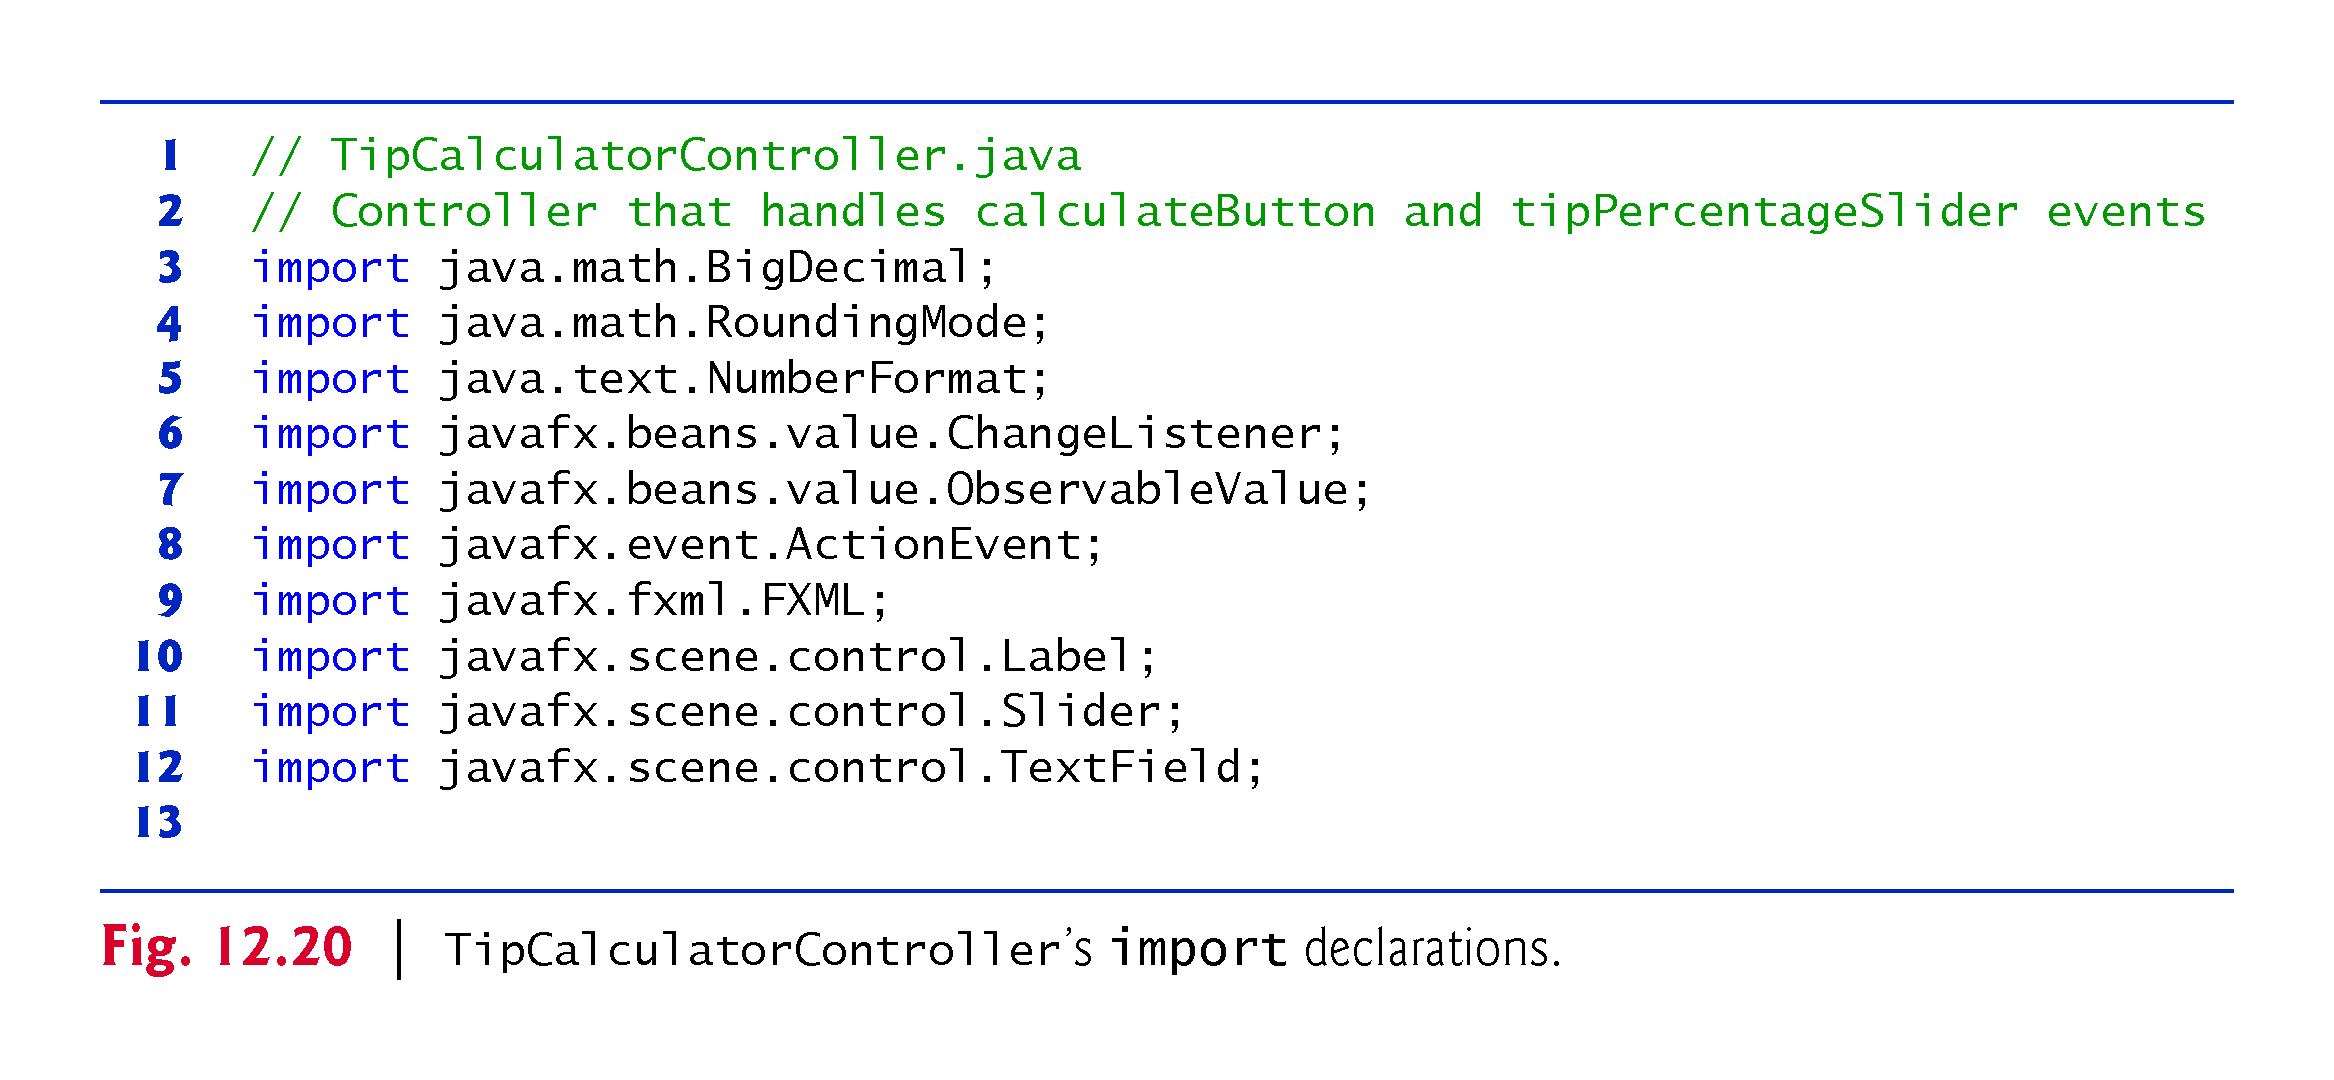 1 // TipCalculatorController.java
2 // Controller that handles calculateButton and tipPercentageSlider events
3 import java.math.BigDecimal;
4 import java.math.RoundingMode;
5 import java.text.NumberFormat;
6 import javafx.beans.value.ChangeListener;
7 import javafx.beans.value.ObservableValue;
8 import javafx.event.ActionEvent;
9 import javafx.fxml.FXML;
10 import javafx.scene.control.Label;
11 import javafx.scene.control.Slider;
12 import javafx.scene.control.TextField;
13
Fig. 12.20 | TipCalculatorController’s import declarations.